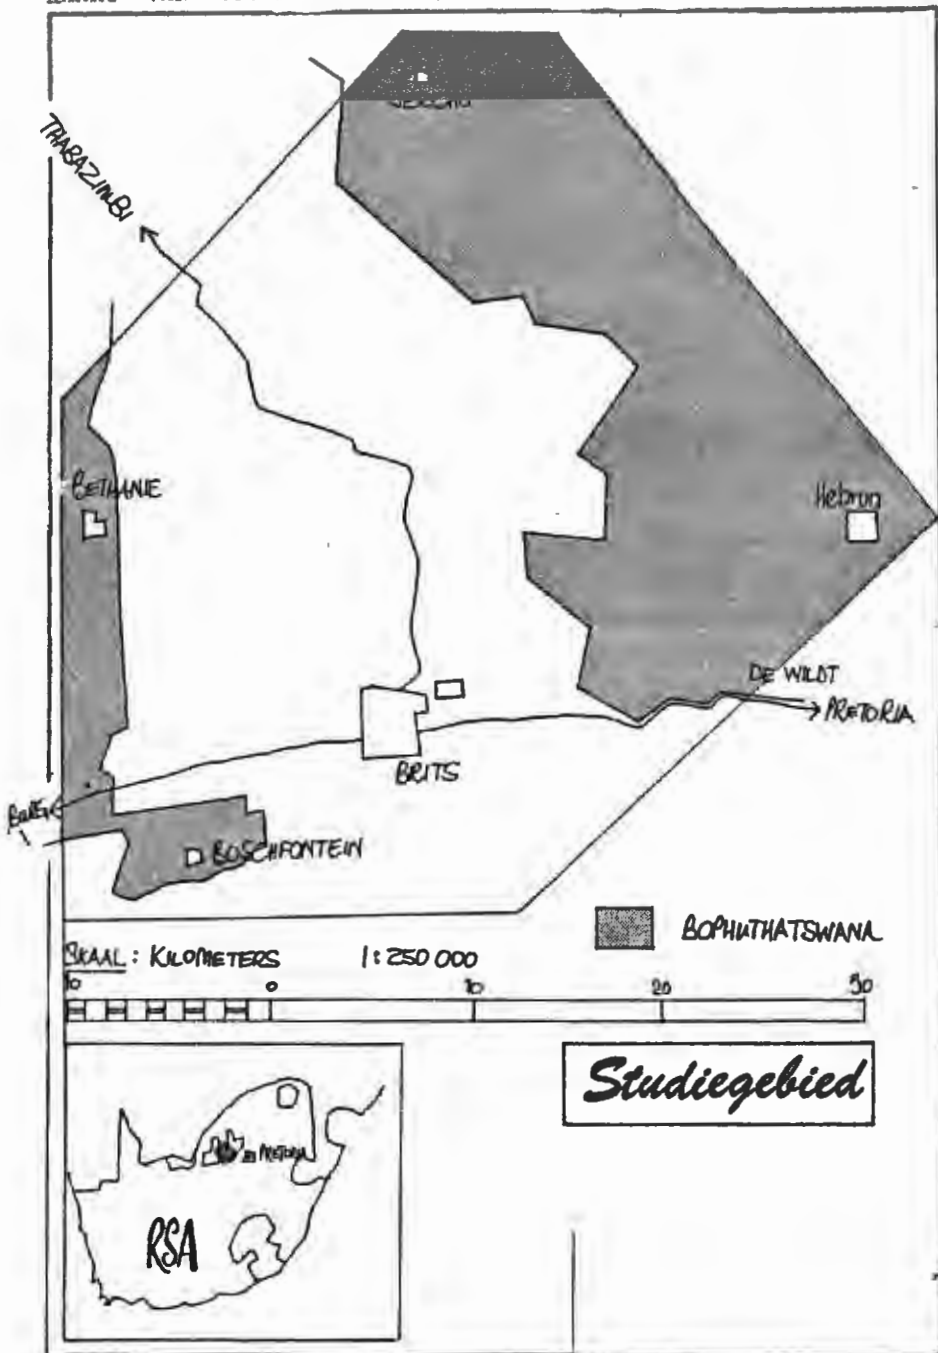 THABAZIMBI
BETHANIE
Hebron
DE WILDT
PRETORIA
BRITS
BOSCHFONTEIN
BOPHUTHATSWANA
SKAAL: KILOMETERS 1:250 000
10 0 10 20 30
Studiegebied
PRETORIA
RSA